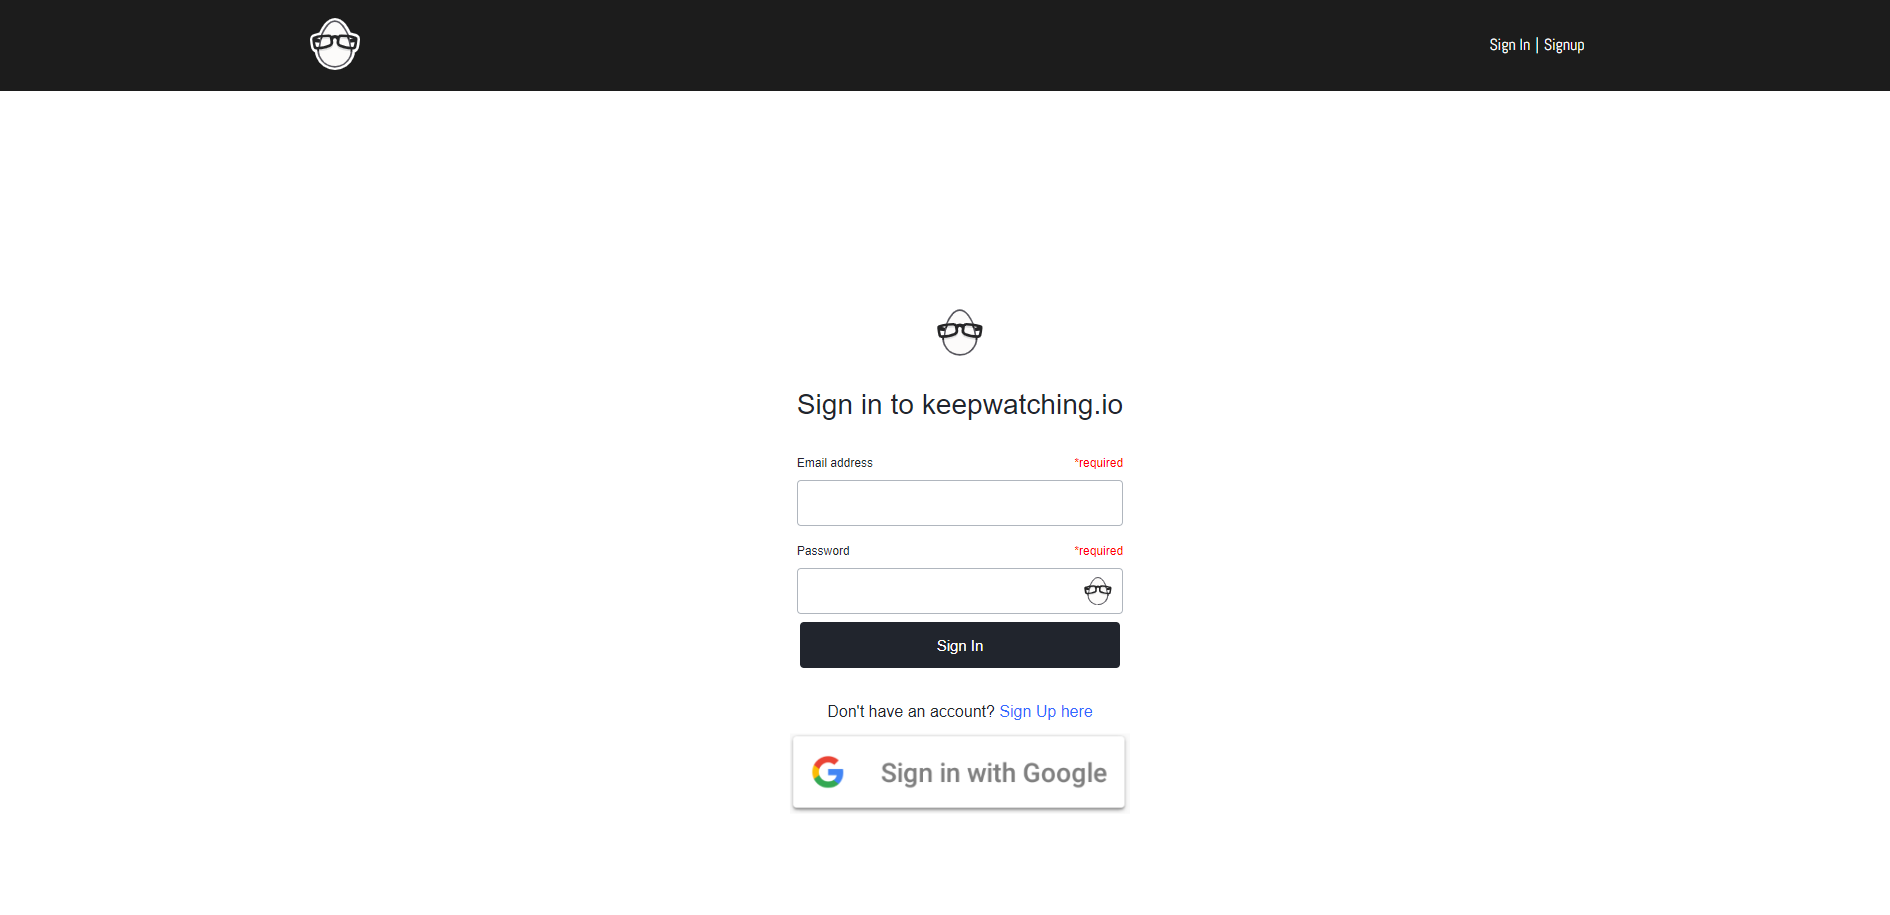 Sign In | Signup
Sign in to keepwatching.io
Email address *required
Password *required
Sign In
Don't have an account? Sign Up here
Sign in with Google